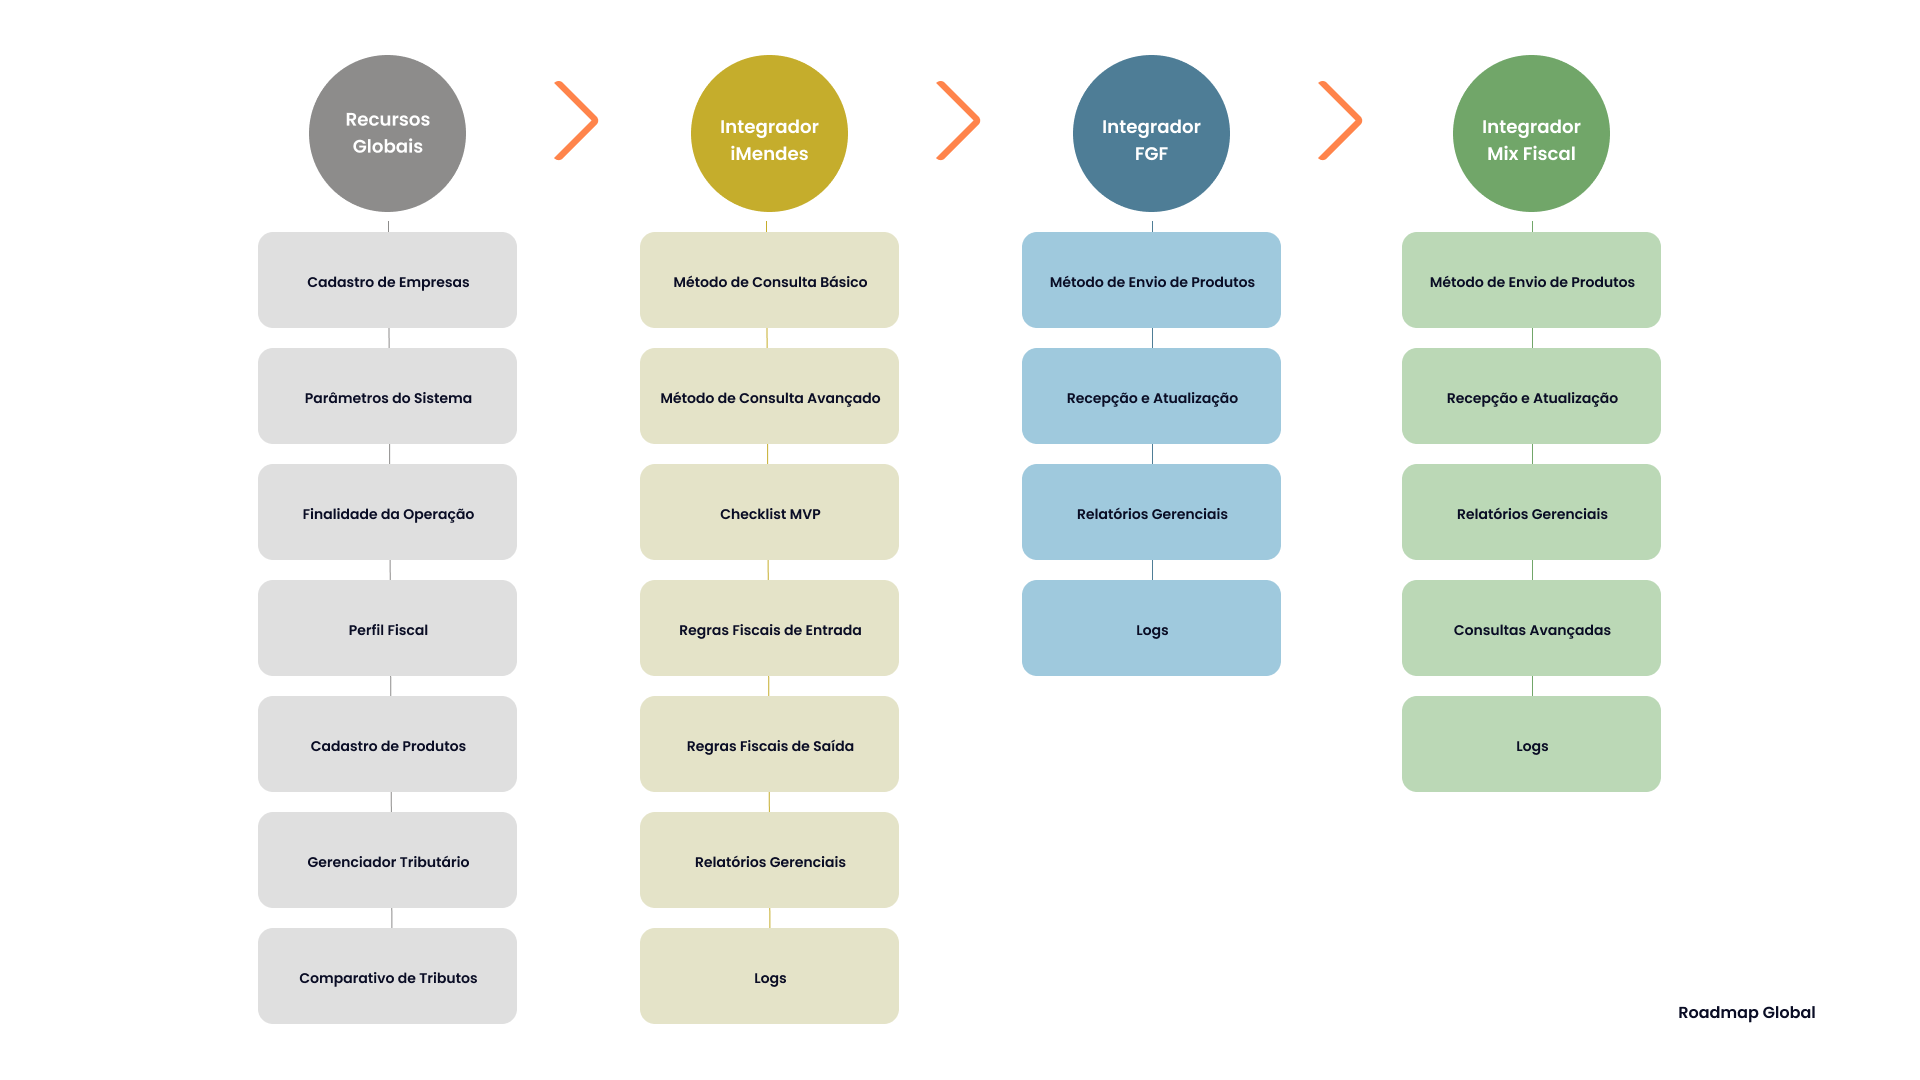 Recursos
Globais
Cadastro de Empresas
Parâmetros do Sistema
Finalidade da Operação
Perfil Fiscal
Cadastro de Produtos
Gerenciador Tributário
Comparativo de Tributos
Integrador
iMendes
Método de Consulta Básico
Método de Consulta Avançado
Checklist MVP
Regras Fiscais de Entrada
Regras Fiscais de Saída
Relatórios Gerenciais
Logs
Integrador
FGF
Método de Envio de Produtos
Recepção e Atualização
Relatórios Gerenciais
Logs
Integrador
Mix Fiscal
Método de Envio de Produtos
Recepção e Atualização
Relatórios Gerenciais
Consultas Avançadas
Logs
Roadmap Global